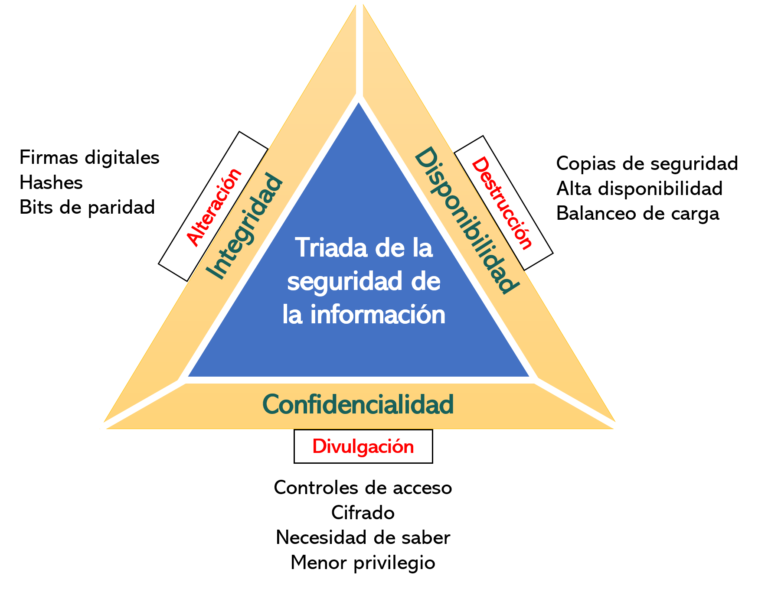 Firmas digitales
Hashes
Bits de paridad
Alteración
Integridad
Triada de la
seguridad de
la información
Disponibilidad
Destrucción
Copias de seguridad
Alta disponibilidad
Balanceo de carga
Confidencialidad
Divulgación
Controles de acceso
Cifrado
Necesidad de saber
Menor privilegio